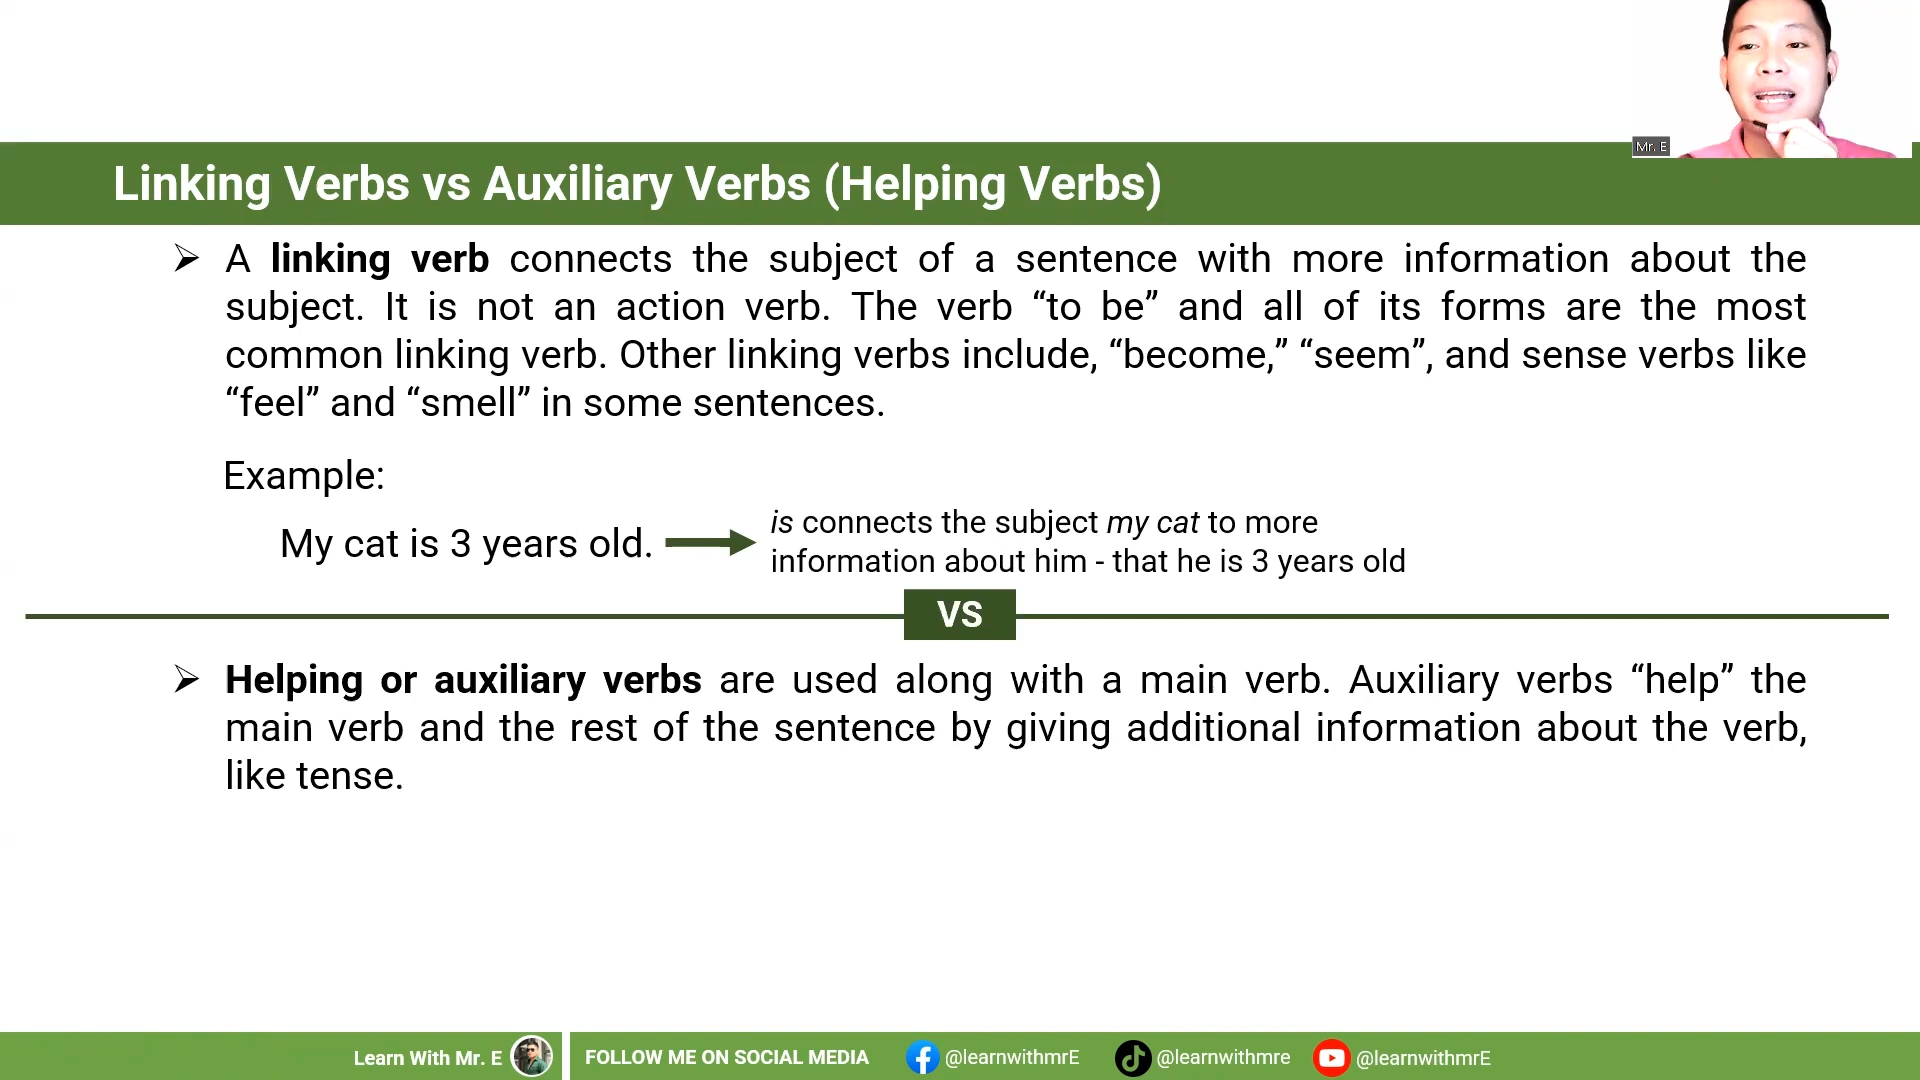 Mr. E
Linking Verbs vs Auxiliary Verbs (Helping Verbs)
➢ A linking verb connects the subject of a sentence with more information about the
subject. It is not an action verb. The verb “to be” and all of its forms are the most
common linking verb. Other linking verbs include, “become,” “seem”, and sense verbs like
“feel” and “smell” in some sentences.
Example:
My cat is 3 years old.
is connects the subject my cat to more
information about him - that he is 3 years old
VS
➢ Helping or auxiliary verbs are used along with a main verb. Auxiliary verbs “help” the
main verb and the rest of the sentence by giving additional information about the verb,
like tense.
Learn With Mr. E FOLLOW ME ON SOCIAL MEDIA @learnwithmrE @learnwithmre @learnwithmrE